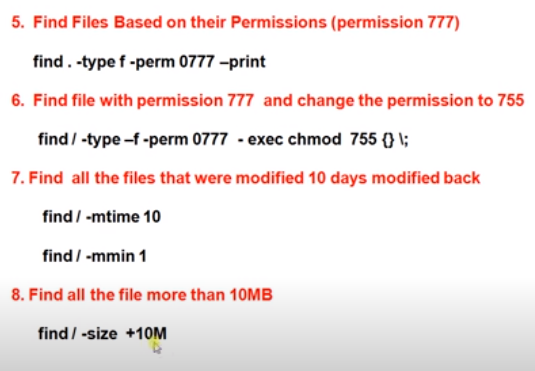 5. Find Files Based on their Permissions (permission 777)
find . -type f -perm 0777 –print
6. Find file with permission 777 and change the permission to 755
find / -type –f -perm 0777 - exec chmod 755 {} \;
7. Find all the files that were modified 10 days modified back
find / -mtime 10
find / -mmin 1
8. Find all the file more than 10MB
find / -size +10M